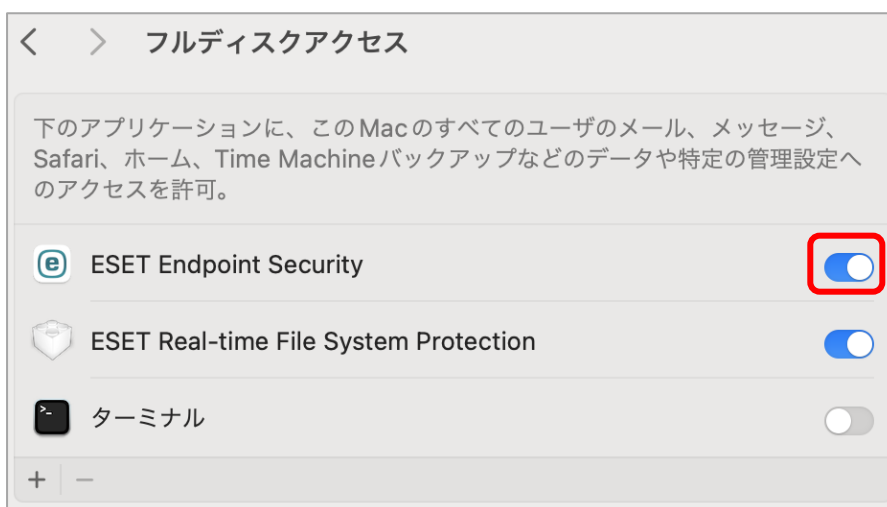 フルディスクアクセス
下のアプリケーションに、このMacのすべてのユーザのメール、メッセージ、
Safari、ホーム、Time Machineバックアップなどのデータや特定の管理設定へ
のアクセスを許可。
ESET Endpoint Security
ESET Real-time File System Protection
ターミナル